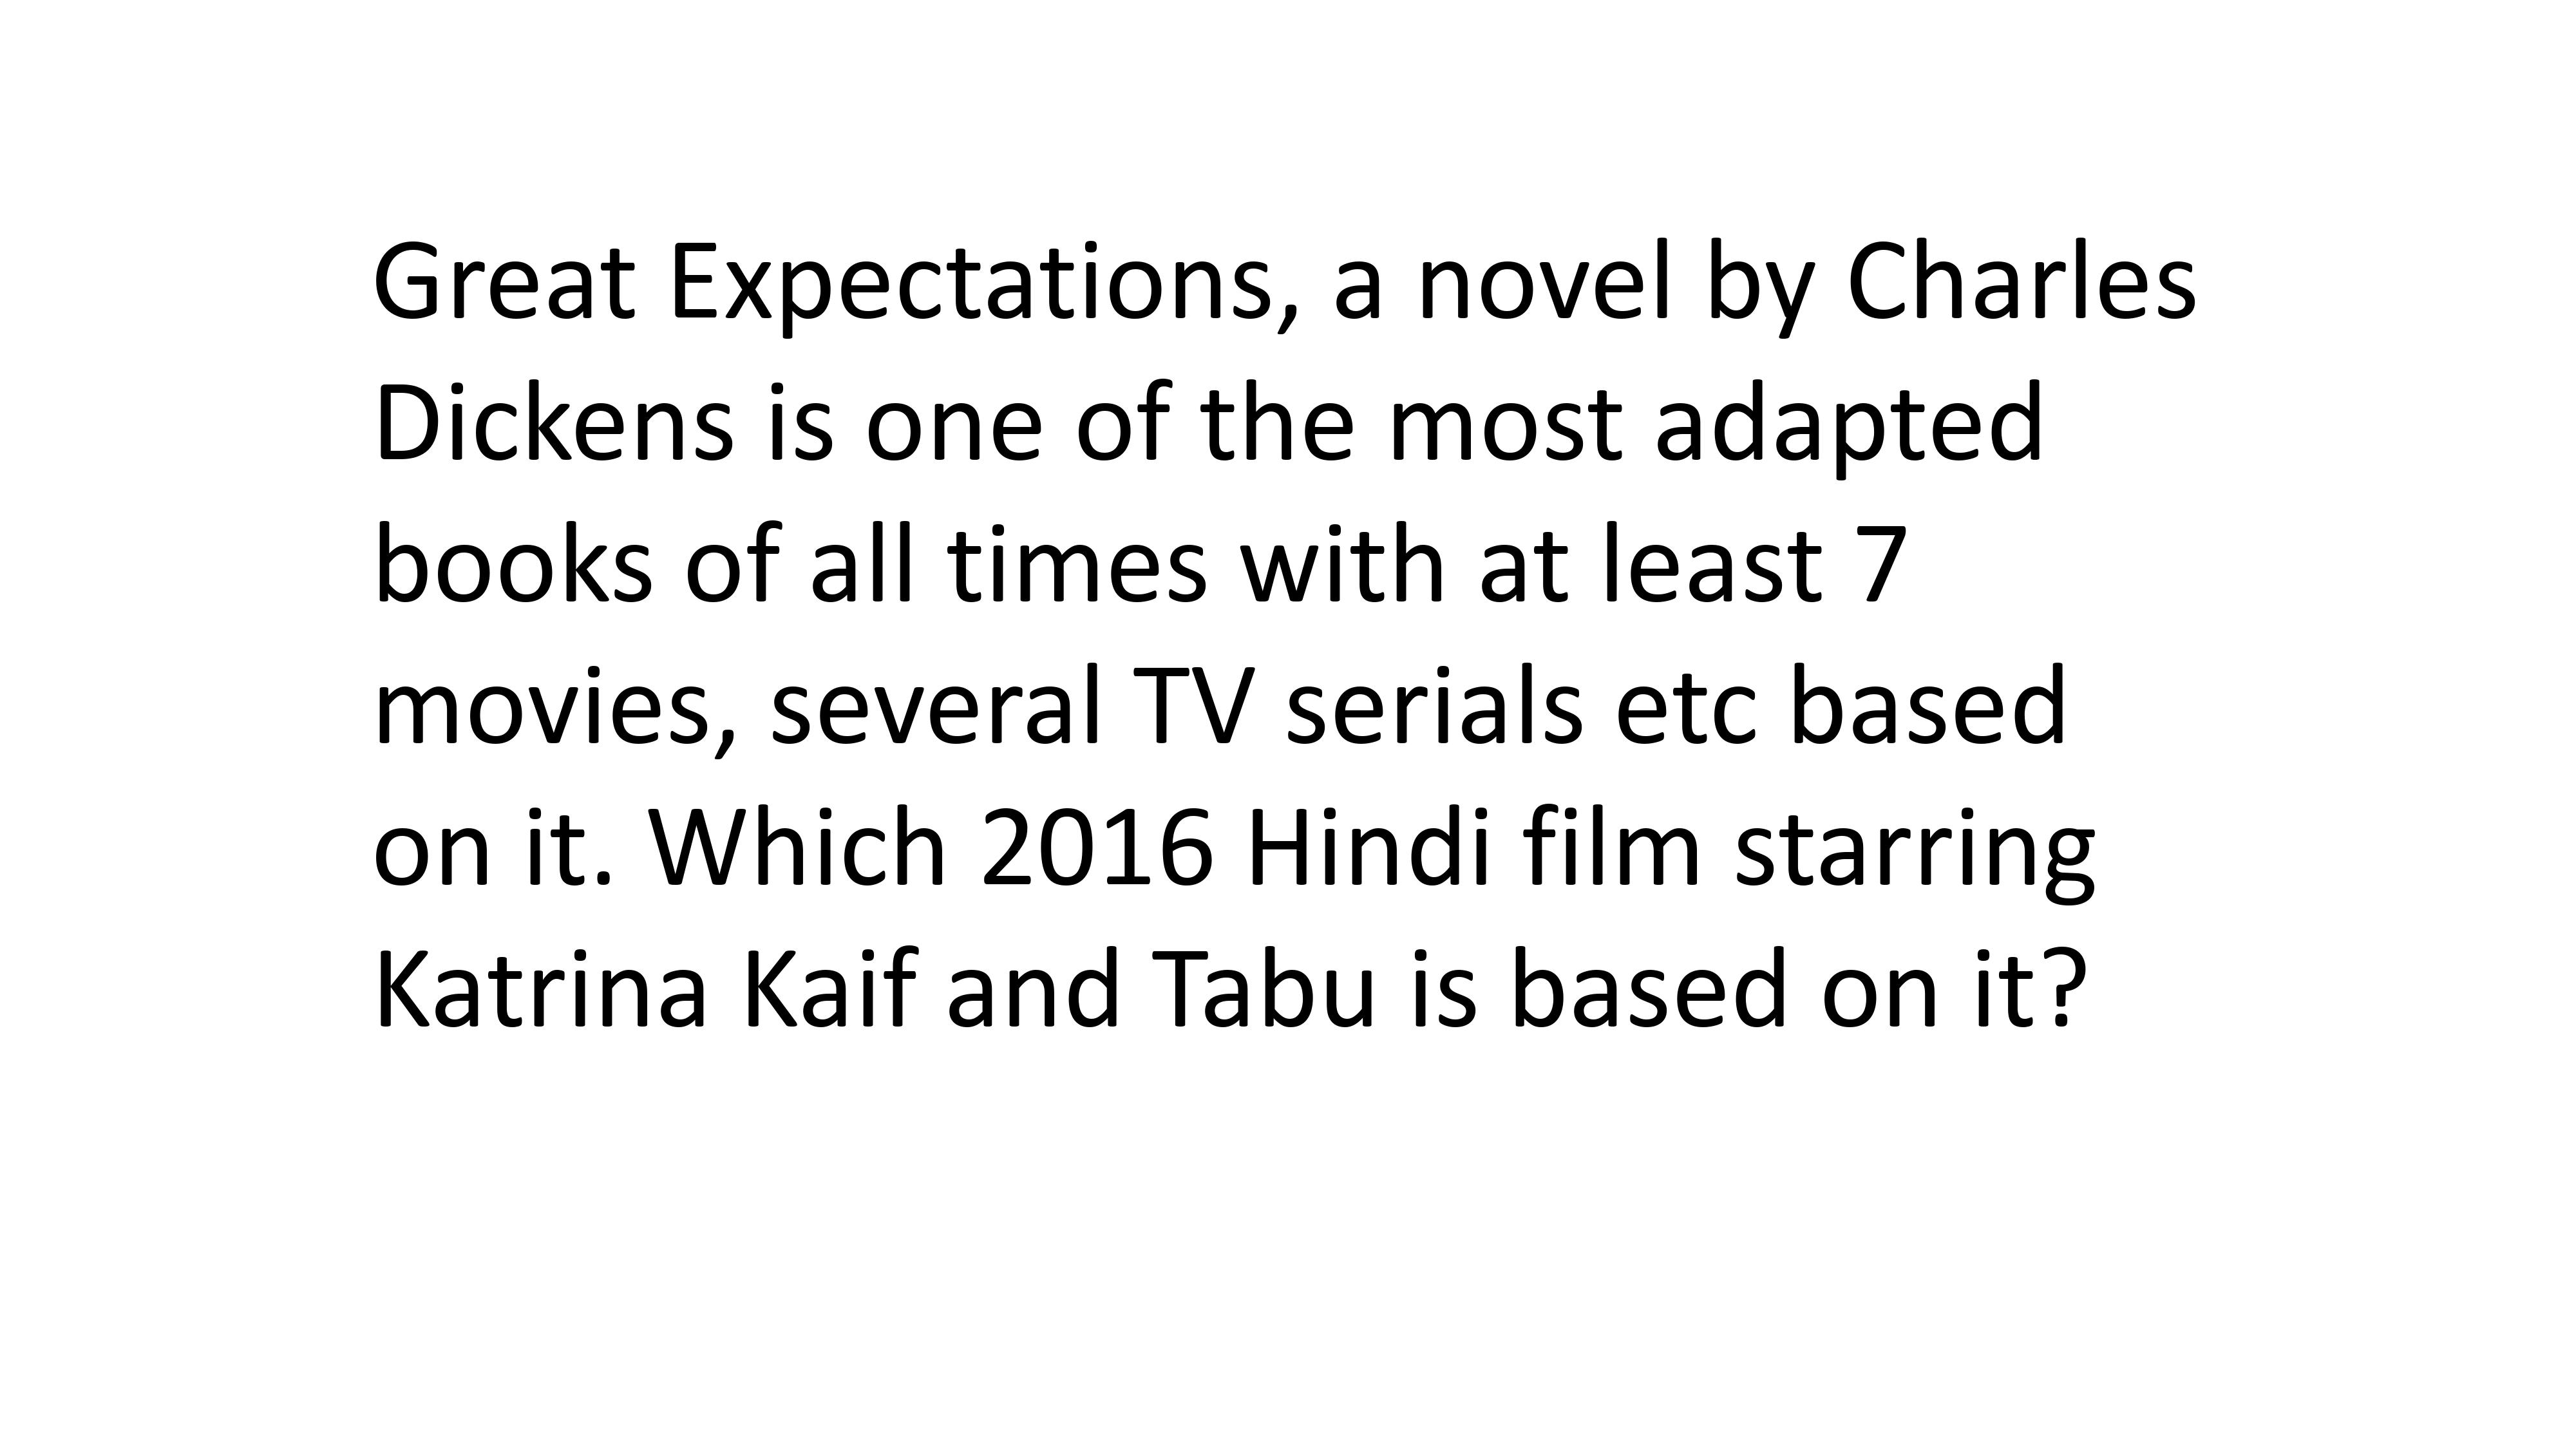 Great Expectations, a novel by Charles
Dickens is one of the most adapted
books of all times with at least 7
movies, several TV serials etc based
on it. Which 2016 Hindi film starring
Katrina Kaif and Tabu is based on it?